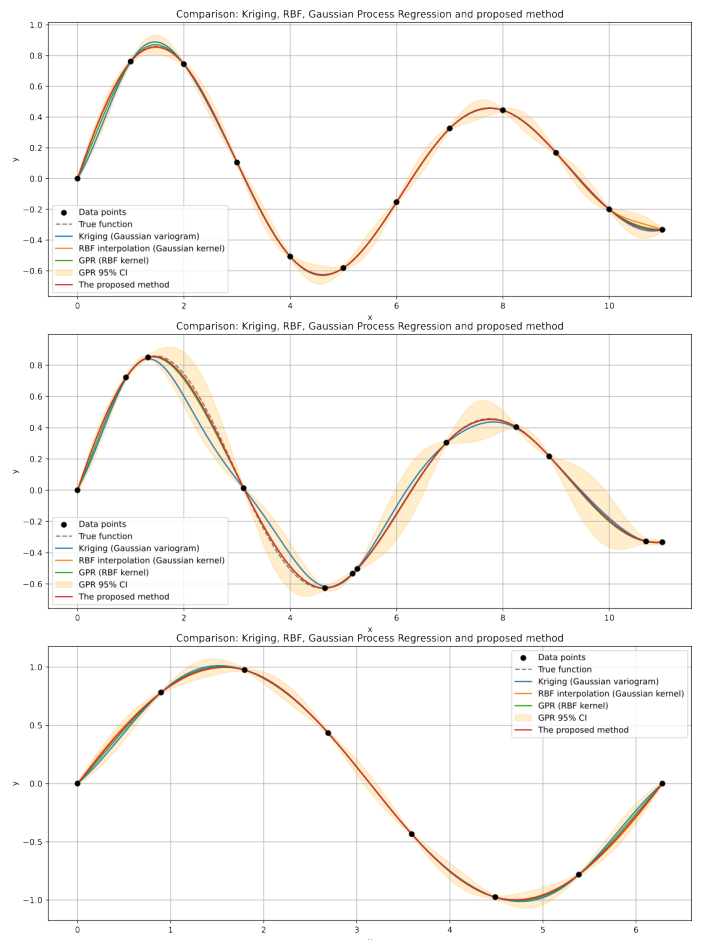 Comparison: Kriging, RBF, Gaussian Process Regression and proposed method
1.0
0.8
0.6
0.4
0.2
0.0
−0.2
−0.4
−0.6
y
Data points
True function
Kriging (Gaussian variogram)
RBF interpolation (Gaussian kernel)
GPR (RBF kernel)
GPR 95% CI
The proposed method
0 2 4 6 8 10
x
Comparison: Kriging, RBF, Gaussian Process Regression and proposed method
0.8
0.6
0.4
0.2
0.0
−0.2
−0.4
−0.6
y
Data points
True function
Kriging (Gaussian variogram)
RBF interpolation (Gaussian kernel)
GPR (RBF kernel)
GPR 95% CI
The proposed method
0 2 4 6 8 10
x
Comparison: Kriging, RBF, Gaussian Process Regression and proposed method
1.0
0.5
0.0
−0.5
−1.0
y
Data points
True function
Kriging (Gaussian variogram)
RBF interpolation (Gaussian kernel)
GPR (RBF kernel)
GPR 95% CI
The proposed method
0 1 2 3 4 5 6